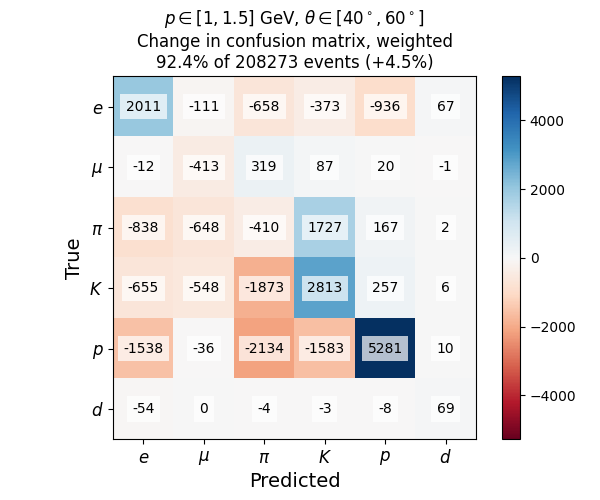 p ∈ [1, 1.5] GeV, θ ∈ [40°, 60°]
Change in confusion matrix, weighted
92.4% of 208273 events (+4.5%)
True
e 2011 -111 -658 -373 -936 67
μ -12 -413 319 87 20 -1
π -838 -648 -410 1727 167 2
K -655 -548 -1873 2813 257 6
p -1538 -36 -2134 -1583 5281 10
d -54 0 -4 -3 -8 69
e μ π K p d
Predicted
4000
2000
0
−2000
−4000